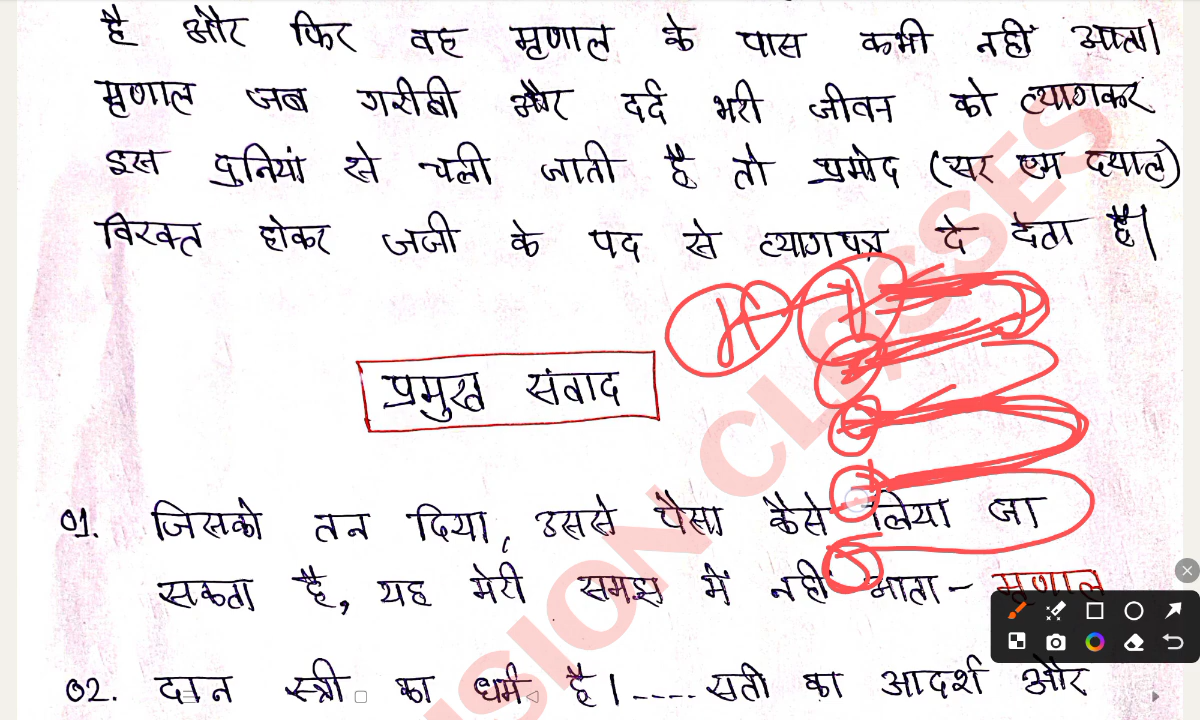 है और फिर वह मृणाल के पास कभी नहीं आता।
मृणाल जब गरीबी और दर्द भरी जीवन को त्यागकर
इस दुनियां से चली जाती है तो प्रमोद (सर एम दयाल)
विरक्त होकर जजी के पद से त्यागपत्र दे देता है।
प्रमुख संवाद
01. जिसको तन दिया, उससे पैसा कैसे लिया जा
सकता है, यह मेरी समझ में नहीं आता - मृणाल
02. दान स्त्री का धर्म है।....सती का आदर्श और
SION CLASSES